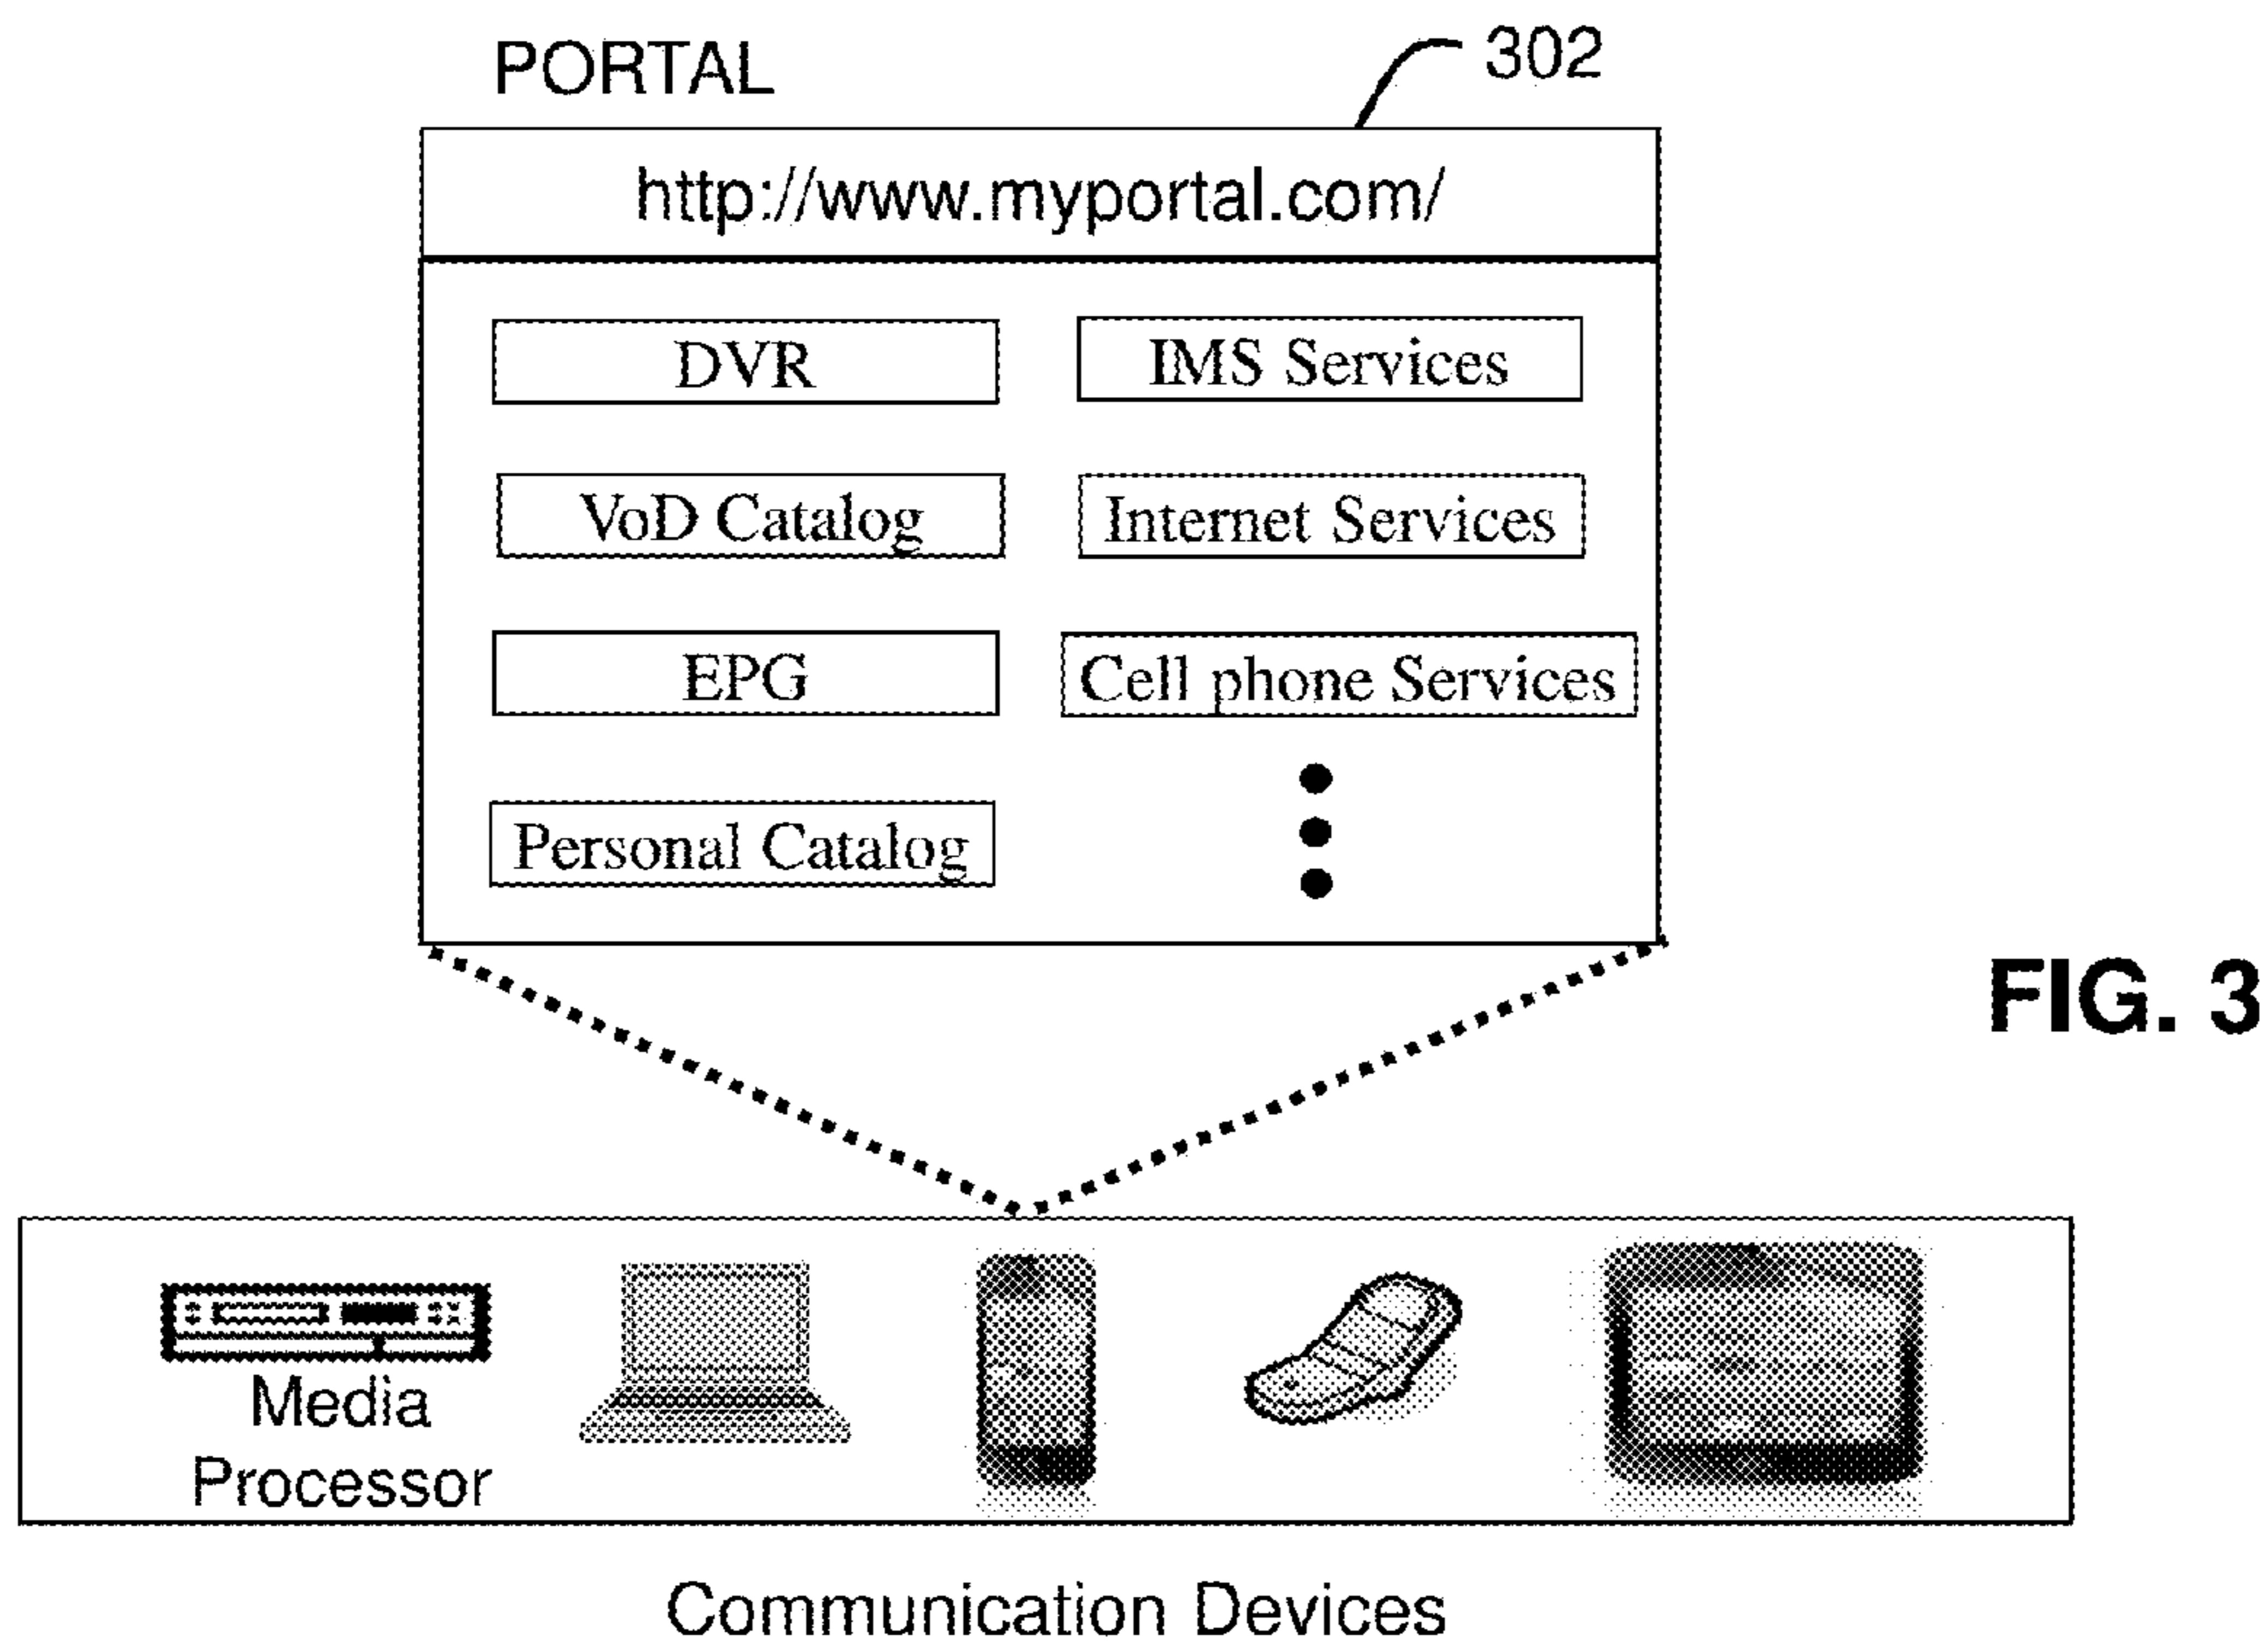 PORTAL
302
http://www.myportal.com/
DVR
IMS Services
VoD Catalog
Internet Services
EPG
Cell phone Services
Personal Catalog
FIG. 3
Media
Processor
Communication Devices